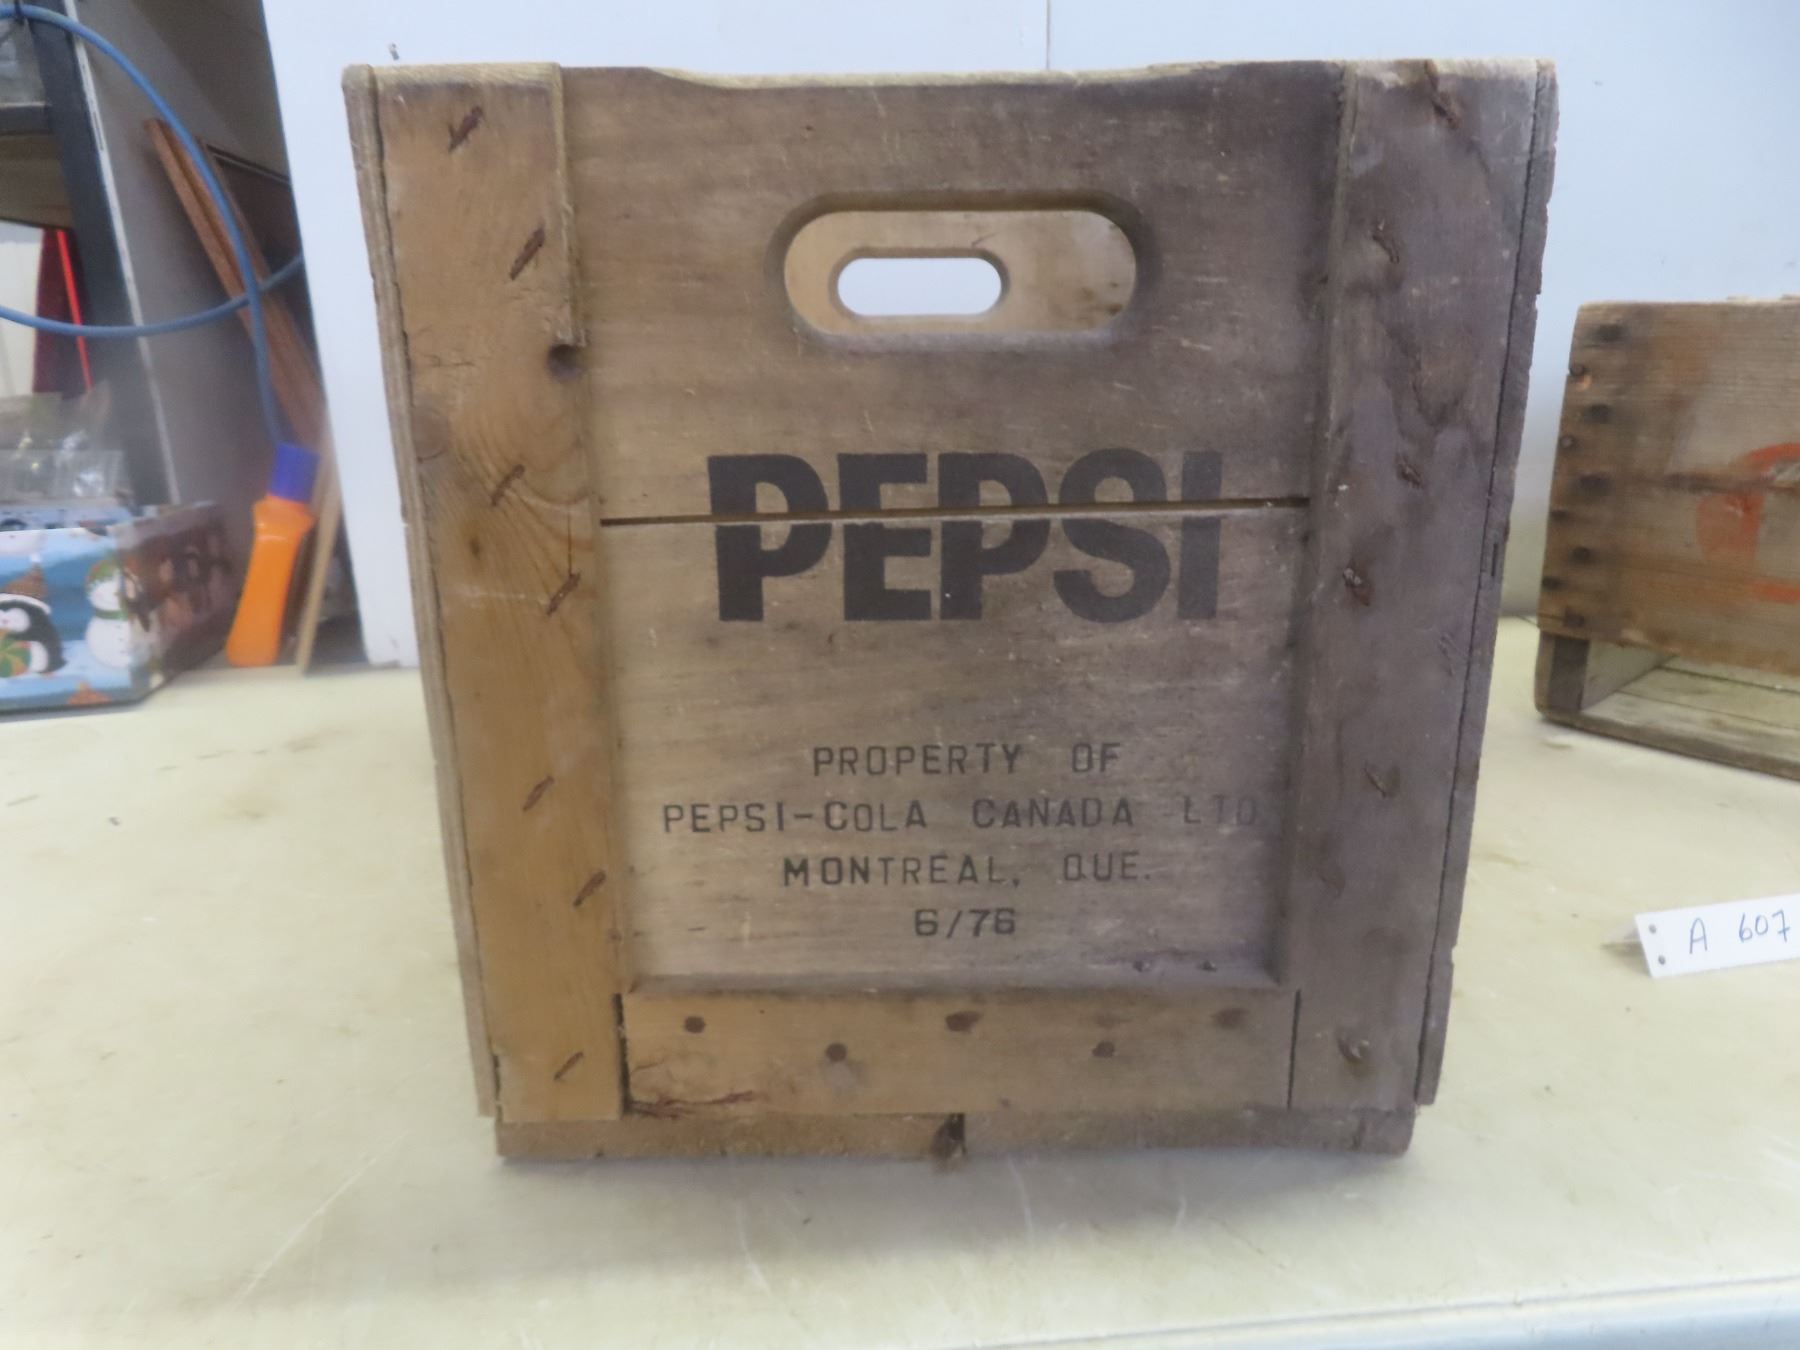 PEPSI
PROPERTY OF
PEPSI-COLA CANADA LTD
MONTREAL, QUE.
6/76
A 607